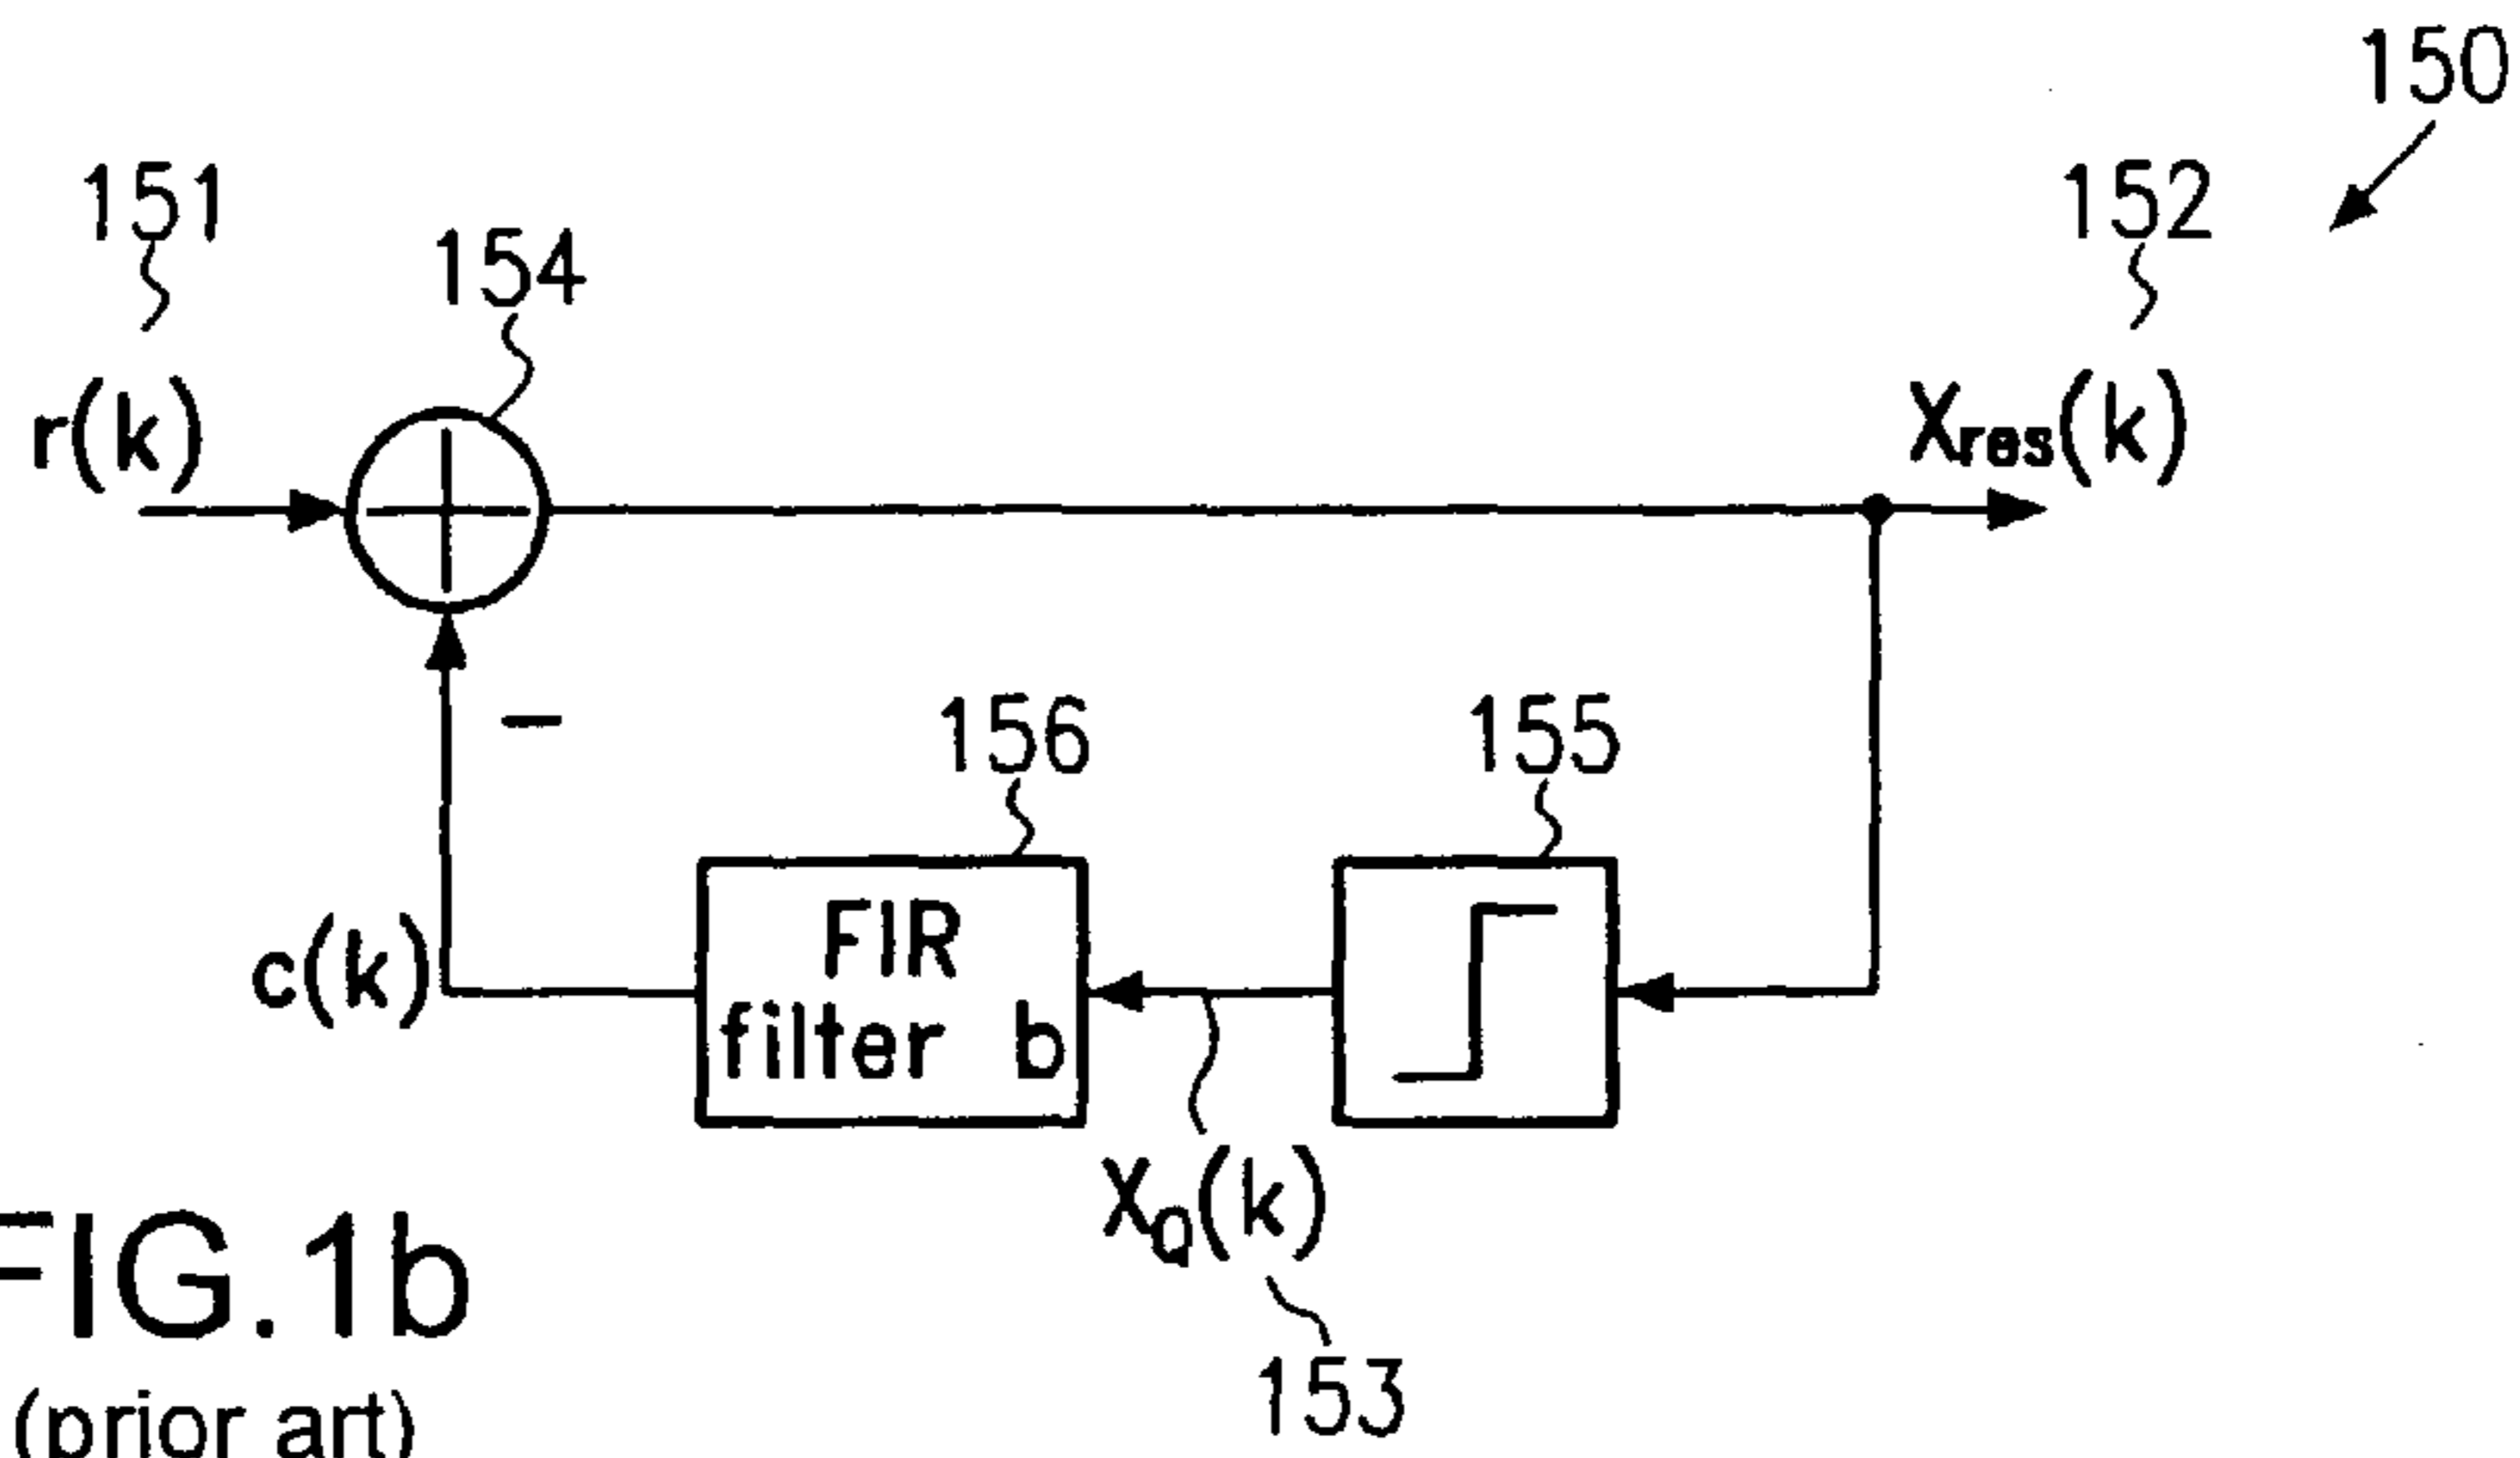 150
151
152
154
r(k)
Xres(k)
−
156
155
FIR
filter b
c(k)
XQ(k)
153
FIG.1b
(prior art)